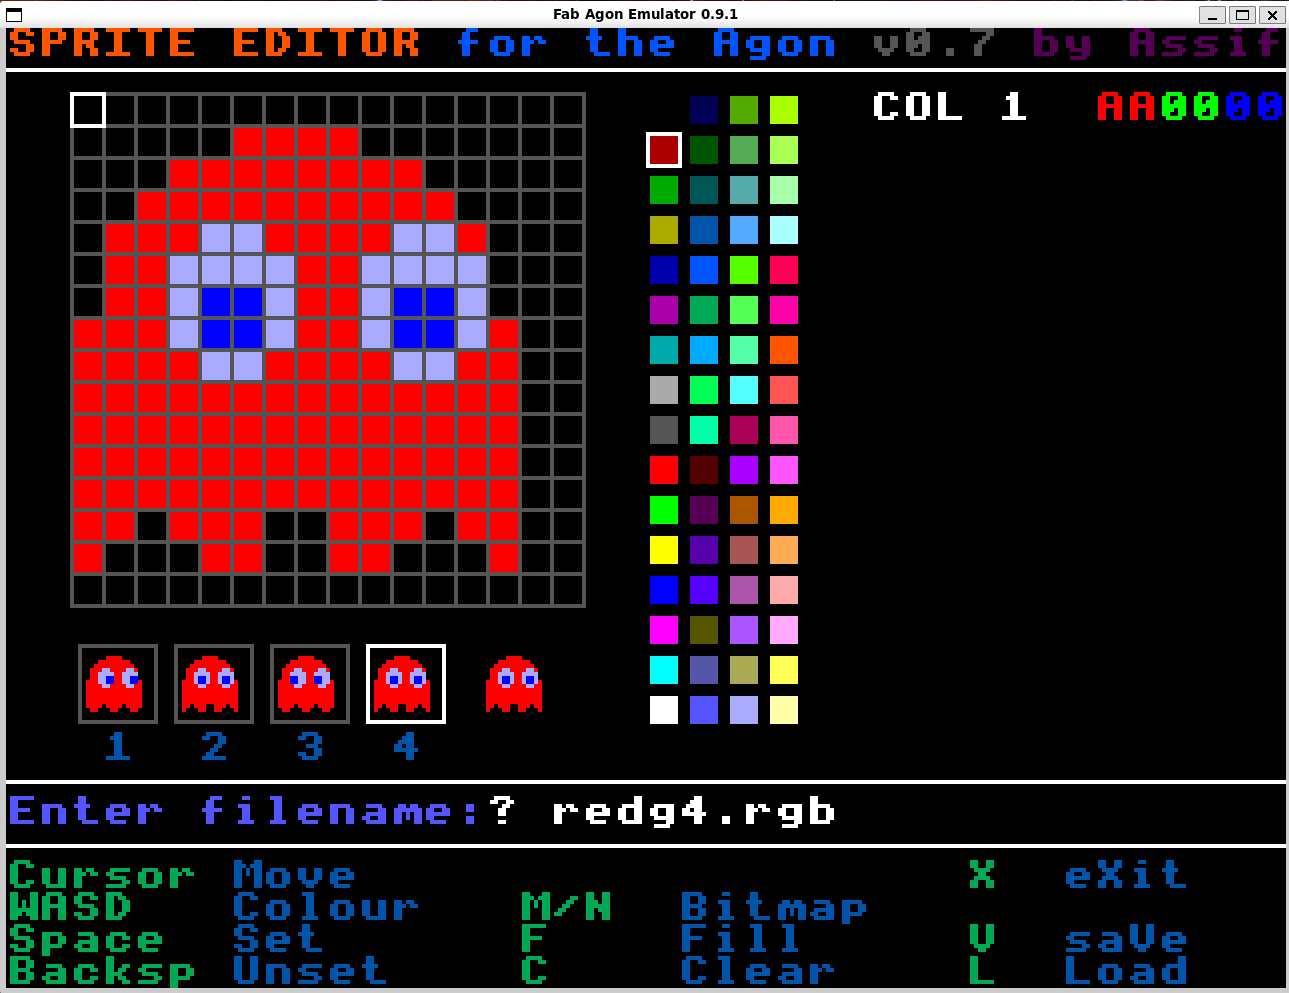 Fab Agon Emulator 0.9.1
SPRITE EDITOR for the Agon v0.7 by Assif
COL 1 AA0000
1 2 3 4
Enter filename:? redg4.rgb
Cursor Move X eXit
WASD Colour M/N Bitmap
Space Set F Fill V saVe
Backsp Unset C Clear L Load